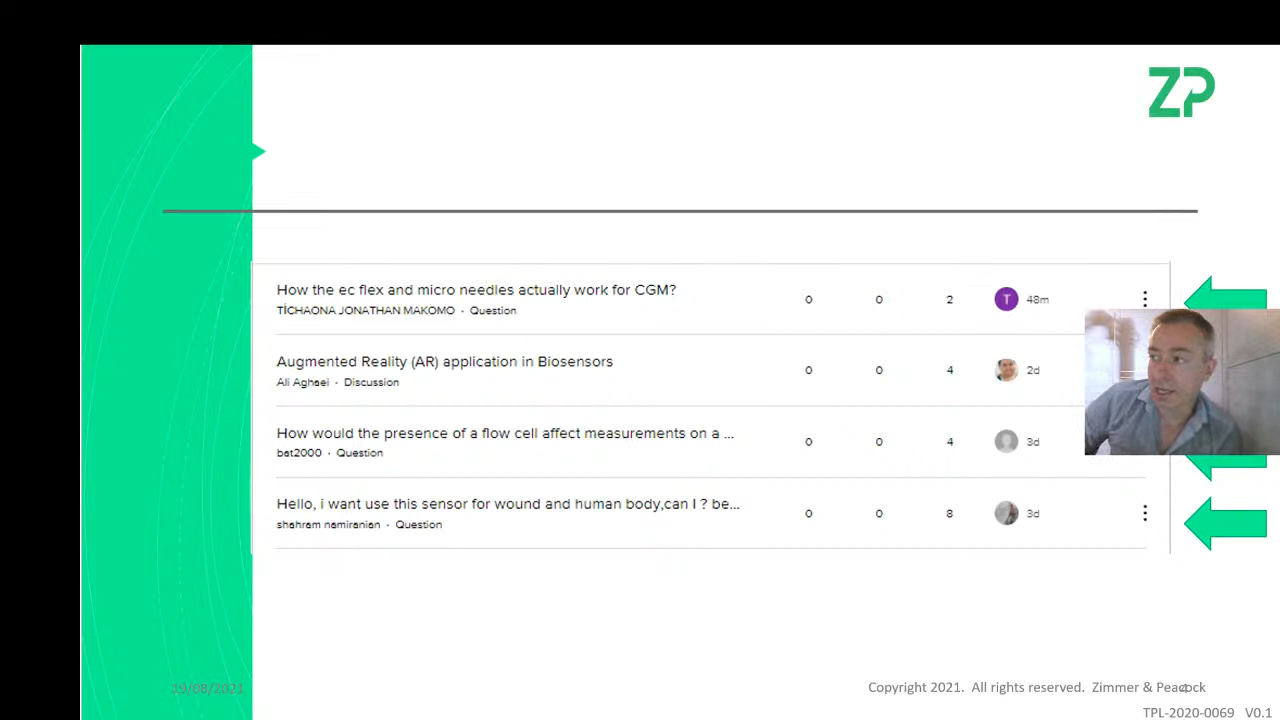 ZP
How the ec flex and micro needles actually work for CGM?
TİCHAONA JONATHAN MAKOMO · Question
0 0 2 T 48m
Augmented Reality (AR) application in Biosensors
Ali Aghaei · Discussion
0 0 4 2d
How would the presence of a flow cell affect measurements on a ...
bat2000 · Question
0 0 4 3d
Hello, i want use this sensor for wound and human body,can I ? be...
shahram namiranian · Question
0 0 8 3d
19/08/2021
Copyright 2021. All rights reserved. Zimmer & Peacock
4
TPL-2020-0069 V0.1